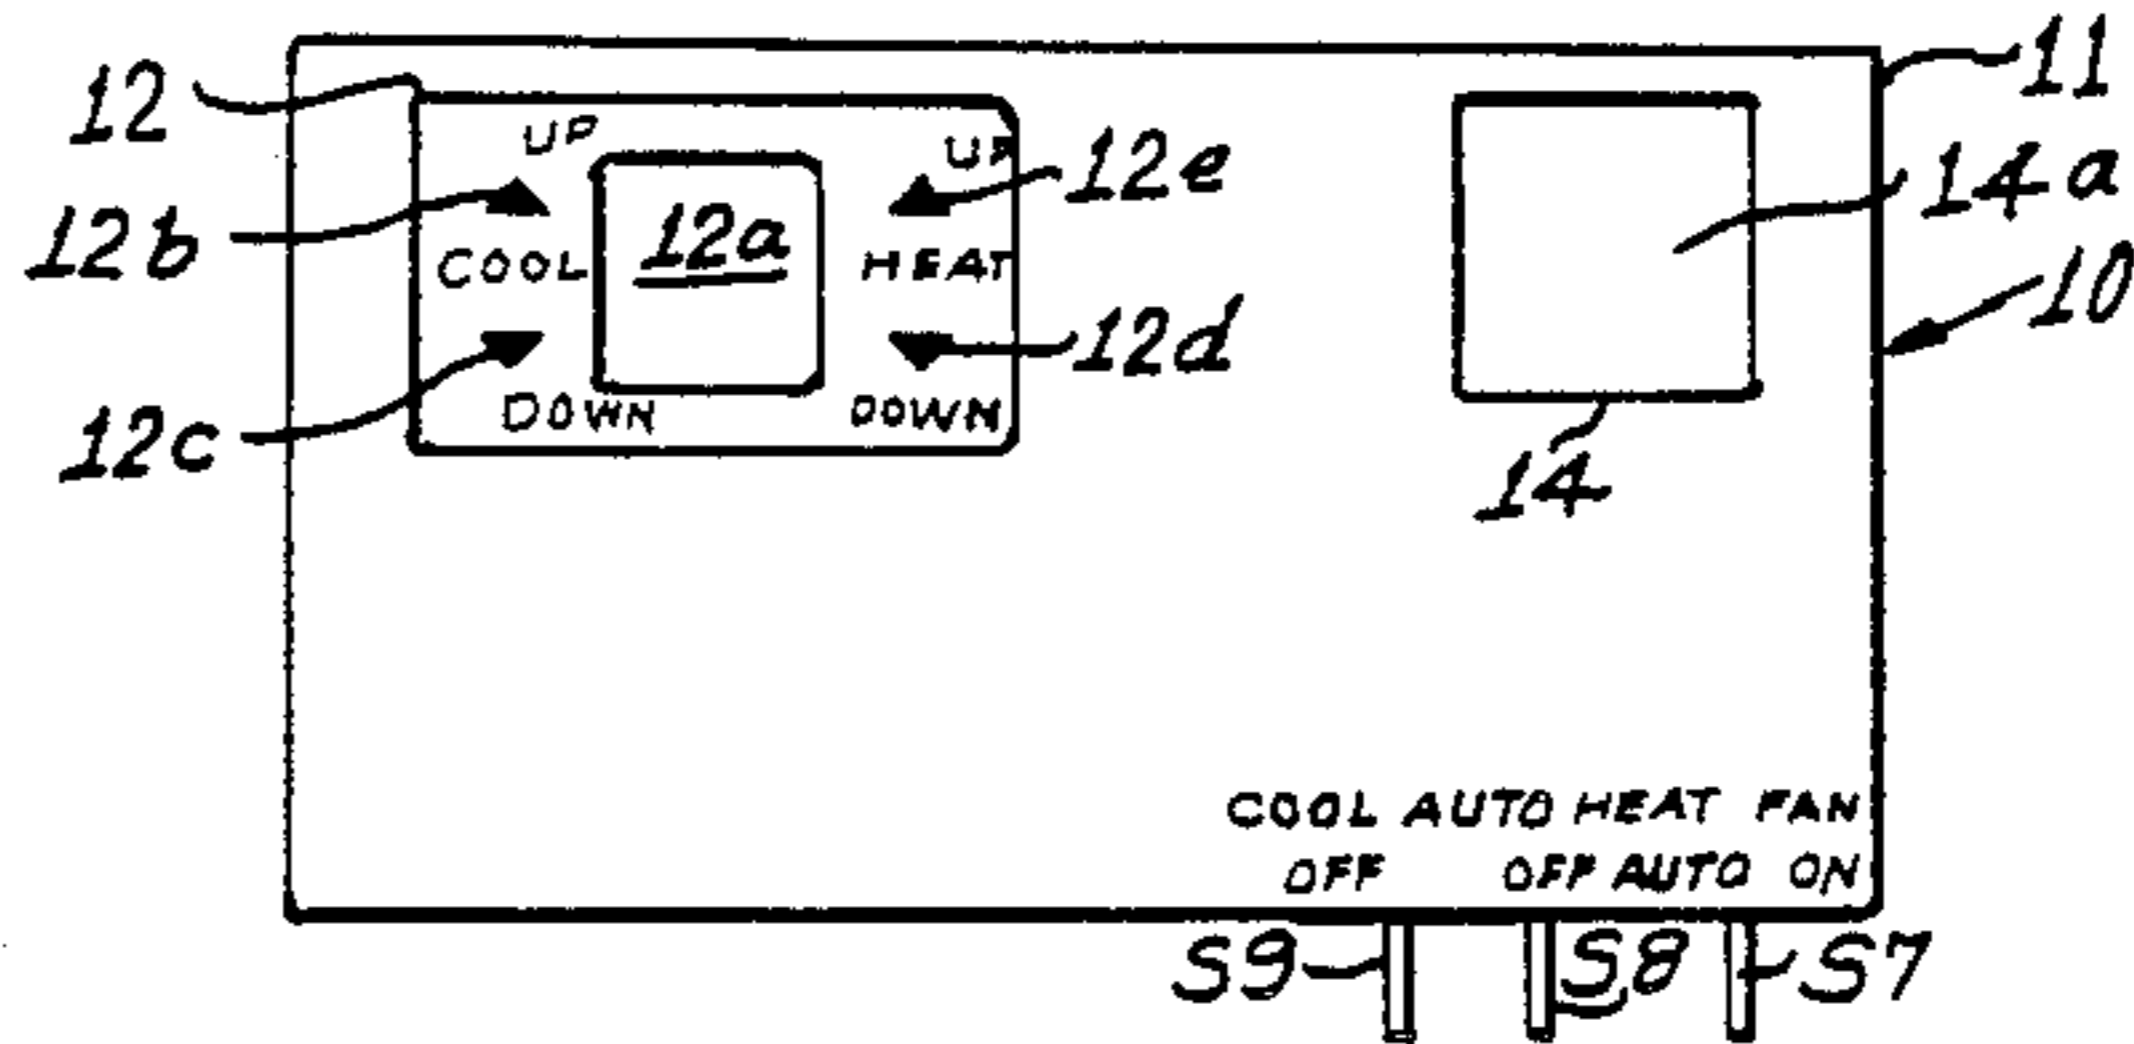 11
12
UP
UP
12e
14a
12b
12a
COOL
HEAT
10
12d
12c
DOWN
DOWN
14
COOL AUTO HEAT FAN
OFF OFF AUTO ON
S9 S8 S7